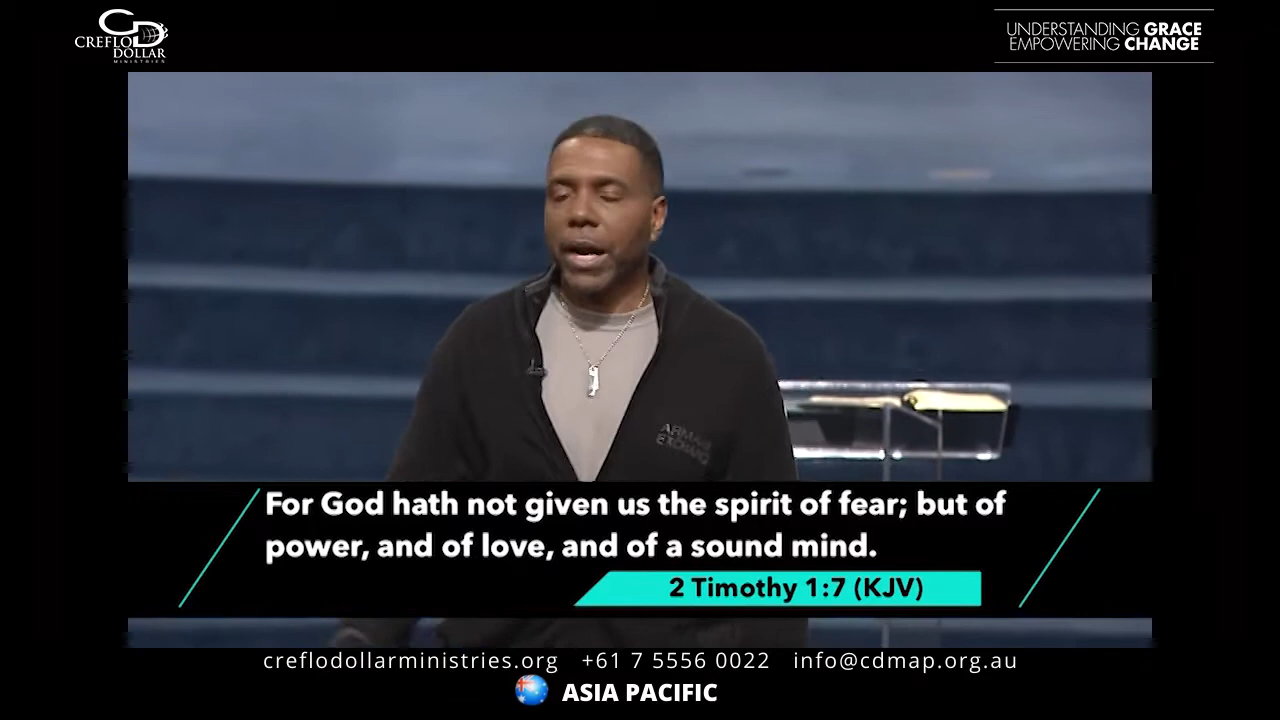 CREFLO
DOLLAR
MINISTRIES
UNDERSTANDING GRACE
EMPOWERING CHANGE
For God hath not given us the spirit of fear; but of
power, and of love, and of a sound mind.
2 Timothy 1:7 (KJV)
creflodollarministries.org +61 7 5556 0022 info@cdmap.org.au
ASIA PACIFIC